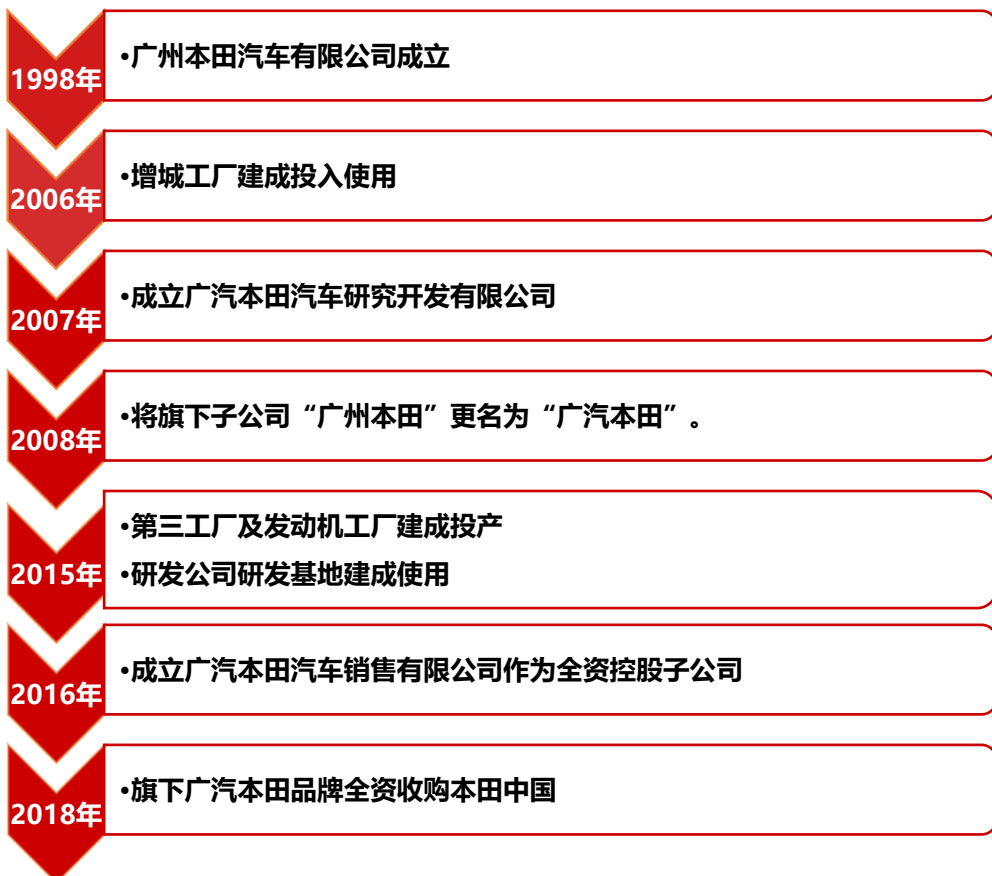 1998年
•广州本田汽车有限公司成立
2006年
•增城工厂建成投入使用
2007年
•成立广汽本田汽车研究开发有限公司
2008年
•将旗下子公司“广州本田”更名为“广汽本田”。
2015年
•第三工厂及发动机工厂建成投产
•研发公司研发基地建成使用
2016年
•成立广汽本田汽车销售有限公司作为全资控股子公司
2018年
•旗下广汽本田品牌全资收购本田中国